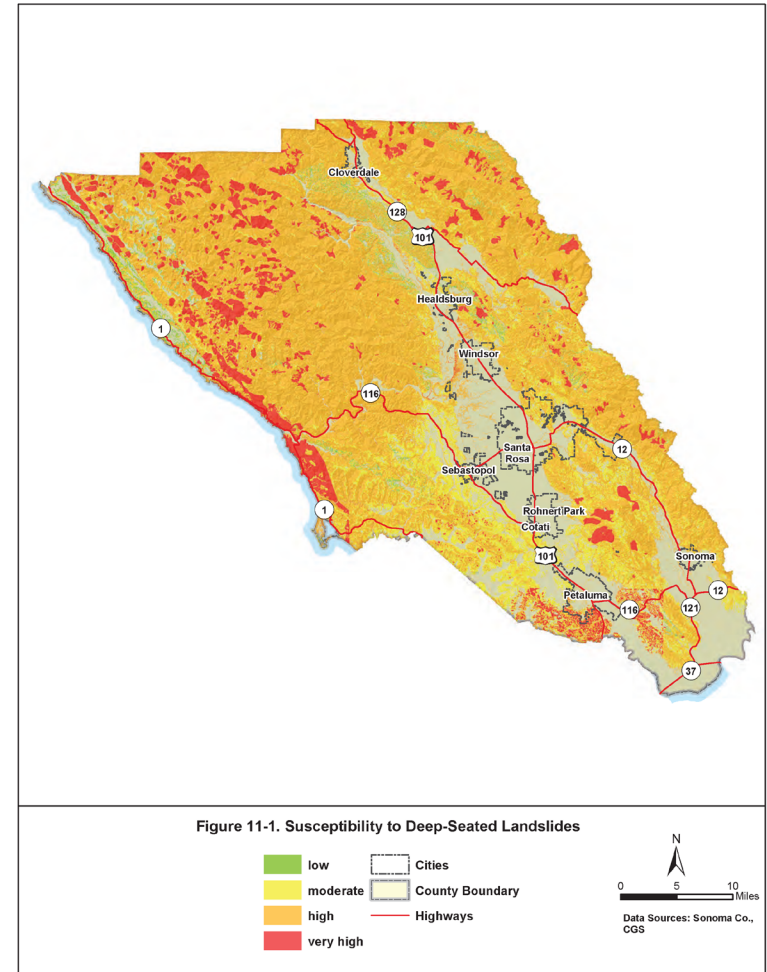 Cloverdale
128
101
Healdsburg
1
Windsor
116
Santa
Rosa
12
Sebastopol
1
Rohnert Park
Cotati
101
Sonoma
Petaluma
12
116
121
37
Figure 11-1. Susceptibility to Deep-Seated Landslides
low
Cities
moderate
County Boundary
high
Highways
very high
N
0 5 10
Miles
Data Sources: Sonoma Co.,
CGS